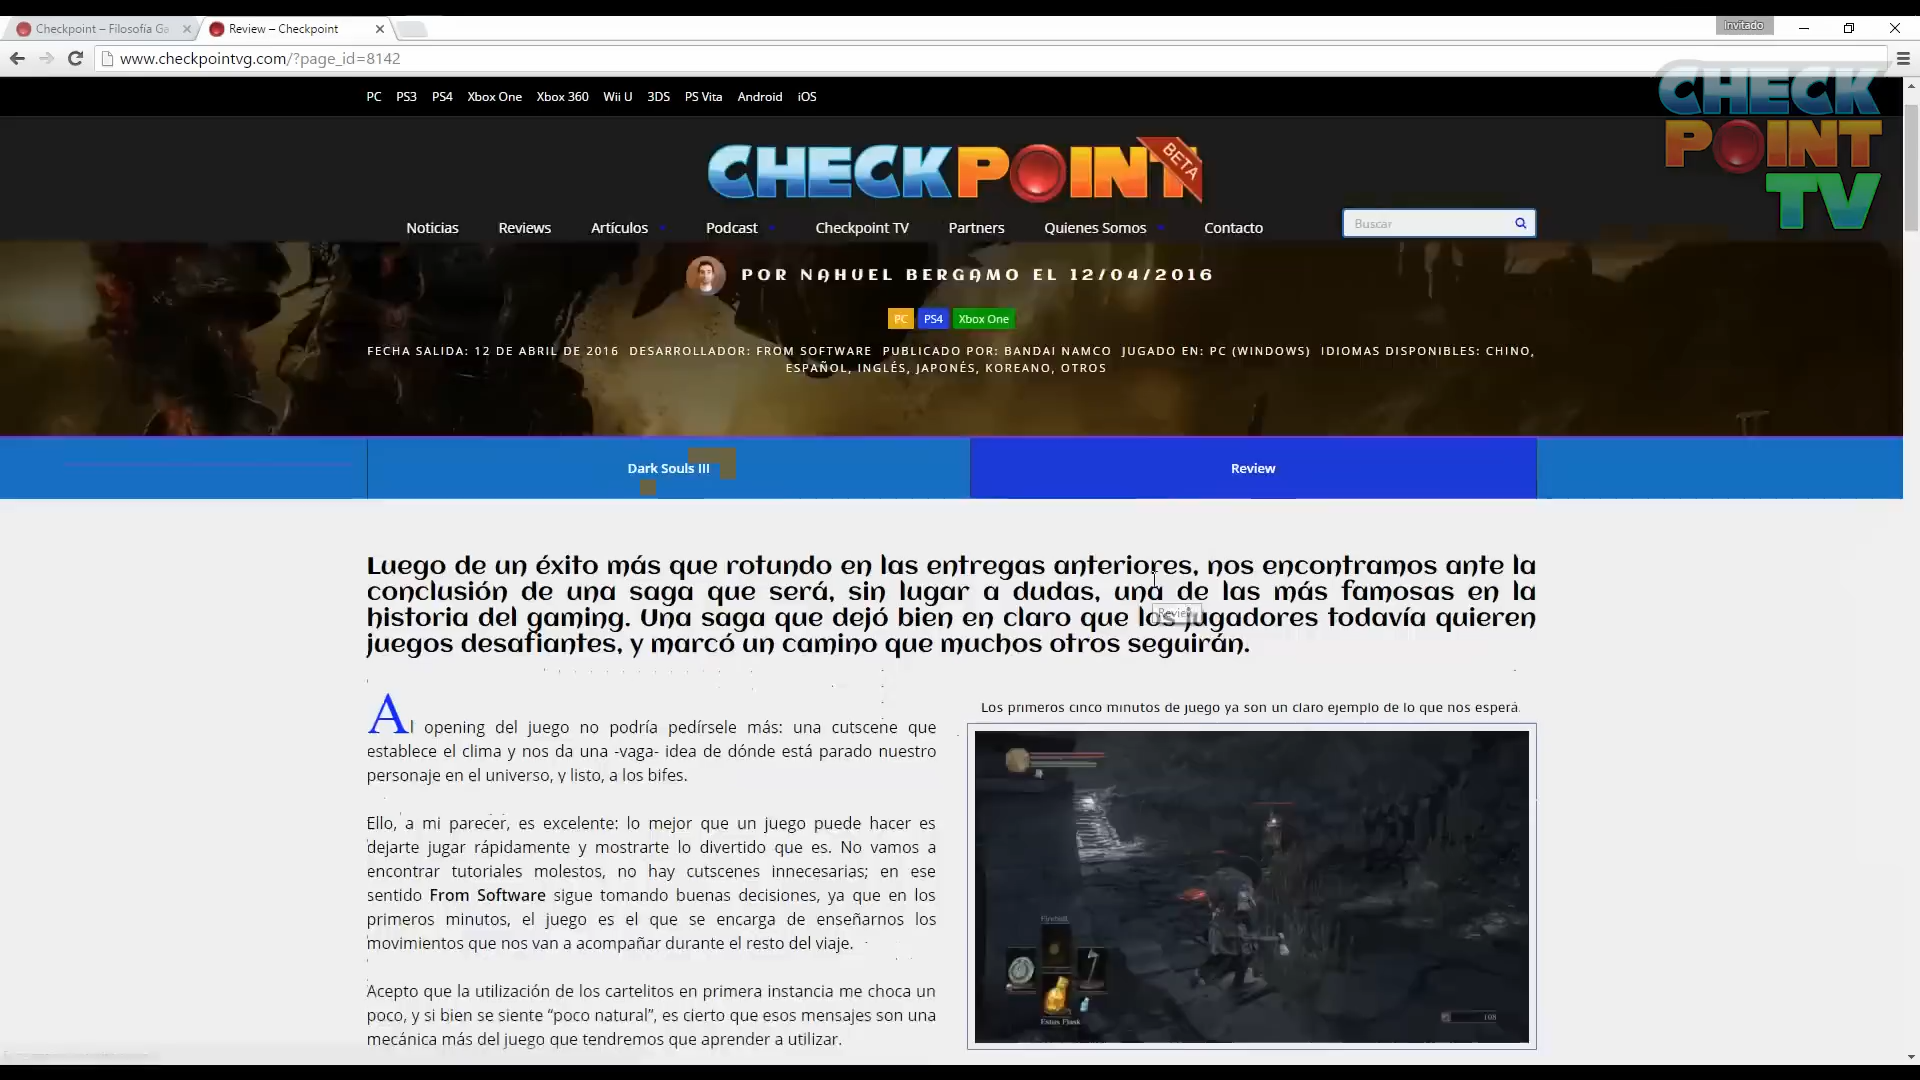 Checkpoint – Filosofía Ga
Review – Checkpoint
Invitado
www.checkpointvg.com/?page_id=8142
PC PS3 PS4 Xbox One Xbox 360 Wii U 3DS PS Vita Android iOS
CHECK
POINT
TV
CHECKPOINT
BETA
Noticias Reviews Artículos Podcast Checkpoint TV Partners Quienes Somos Contacto
Buscar
POR NAHUEL BERGAMO EL 12/04/2016
PC PS4 Xbox One
FECHA SALIDA: 12 DE ABRIL DE 2016 DESARROLLADOR: FROM SOFTWARE PUBLICADO POR: BANDAI NAMCO JUGADO EN: PC (WINDOWS) IDIOMAS DISPONIBLES: CHINO,
ESPAÑOL, INGLÉS, JAPONÉS, KOREANO, OTROS
Dark Souls III
Review
Luego de un éxito más que rotundo en las entregas anteriores, nos encontramos ante la
conclusión de una saga que será, sin lugar a dudas, una de las más famosas en la
historia del gaming. Una saga que dejó bien en claro que los jugadores todavía quieren
juegos desafiantes, y marcó un camino que muchos otros seguirán.
Review
Al opening del juego no podría pedírsele más: una cutscene que
establece el clima y nos da una -vaga- idea de dónde está parado nuestro
personaje en el universo, y listo, a los bifes.
Ello, a mi parecer, es excelente: lo mejor que un juego puede hacer es
dejarte jugar rápidamente y mostrarte lo divertido que es. No vamos a
encontrar tutoriales molestos, no hay cutscenes innecesarias; en ese
sentido From Software sigue tomando buenas decisiones, ya que en los
primeros minutos, el juego es el que se encarga de enseñarnos los
movimientos que nos van a acompañar durante el resto del viaje.
Acepto que la utilización de los cartelitos en primera instancia me choca un
poco, y si bien se siente “poco natural”, es cierto que esos mensajes son una
mecánica más del juego que tendremos que aprender a utilizar.
Los primeros cinco minutos de juego ya son un claro ejemplo de lo que nos esperá.
Fireball
Estus Flask
108